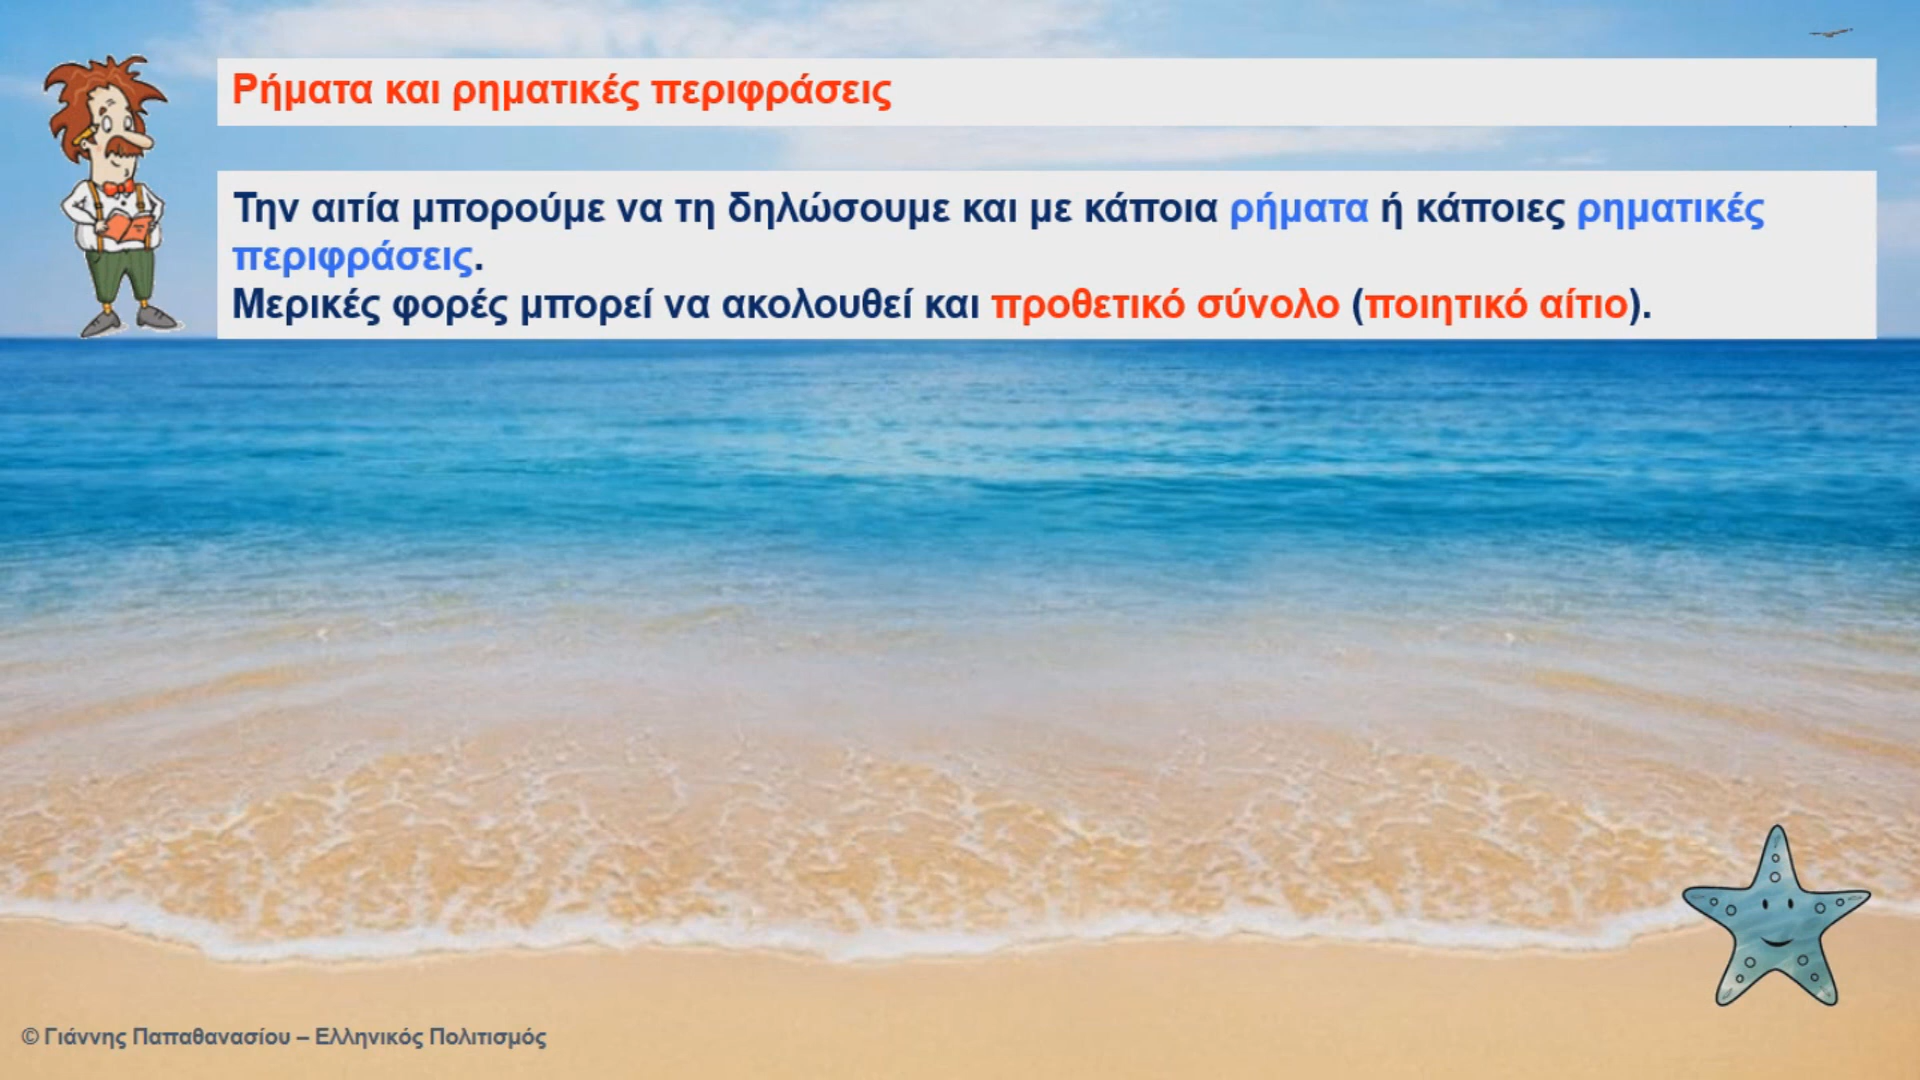 Ρήματα και ρηματικές περιφράσεις
Την αιτία μπορούμε να τη δηλώσουμε και με κάποια ρήματα ή κάποιες ρηματικές
περιφράσεις.
Μερικές φορές μπορεί να ακολουθεί και προθετικό σύνολο (ποιητικό αίτιο).
© Γιάννης Παπαθανασίου – Ελληνικός Πολιτισμός